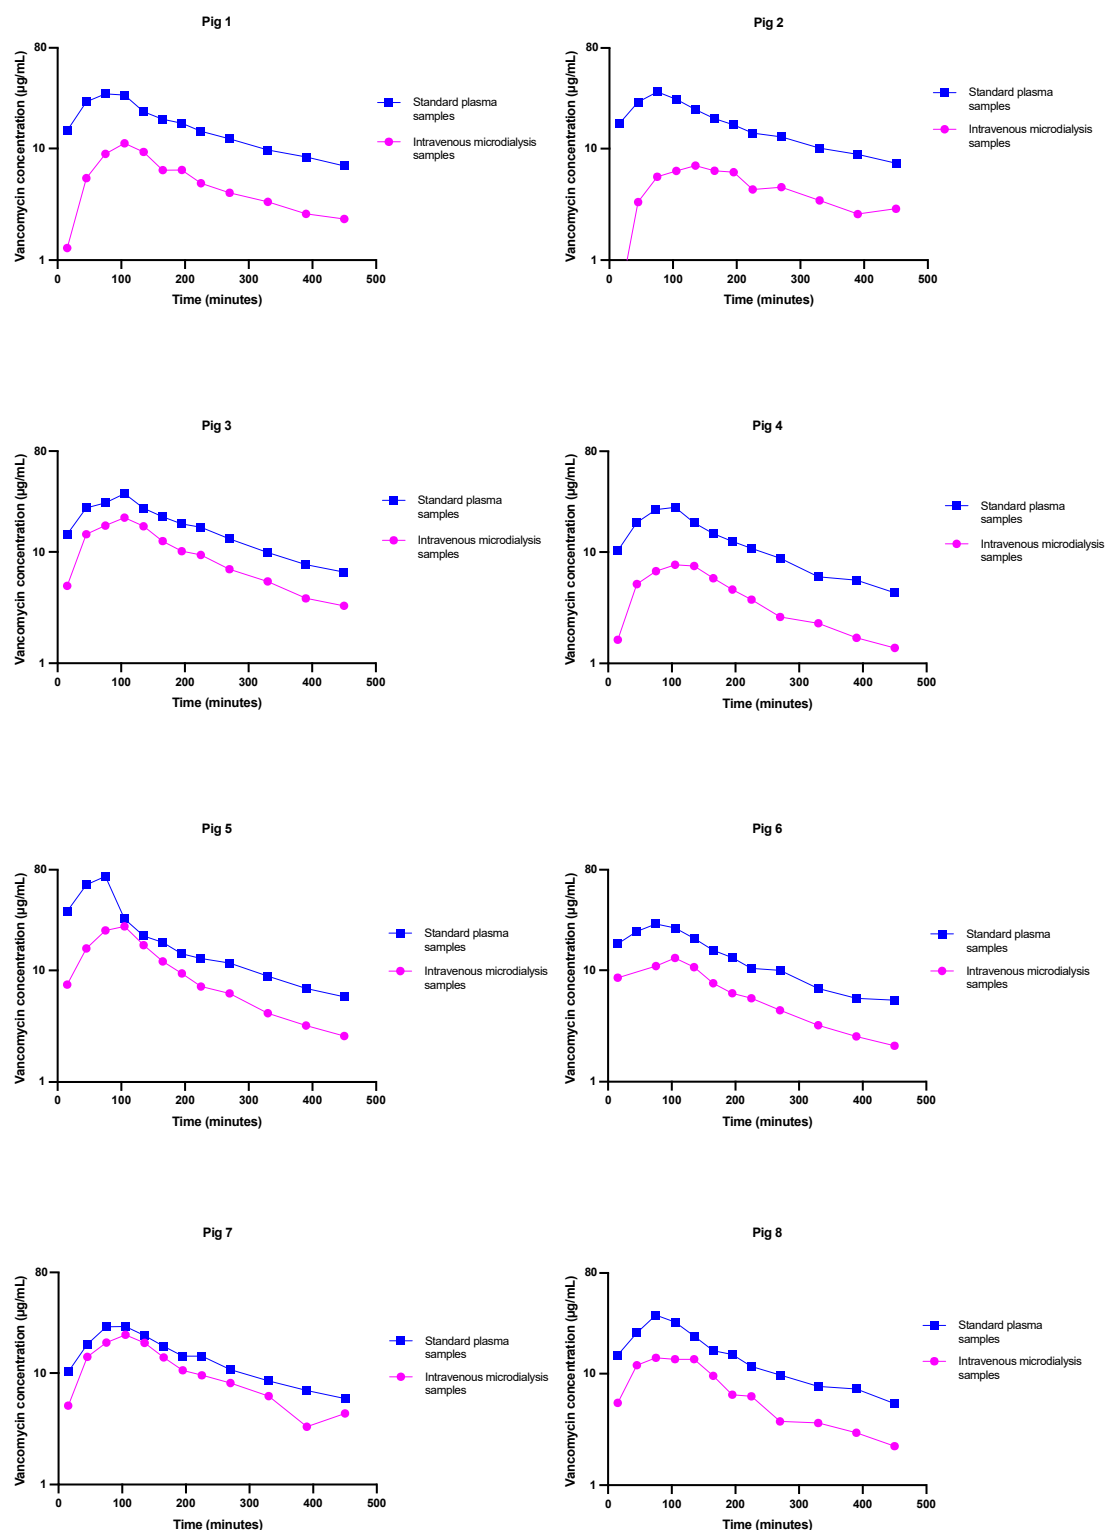 Pig 1
Vancomycin concentration (µg/mL)
80
10
1
0 100 200 300 400 500
Time (minutes)
Standard plasma
samples
Intravenous microdialysis
samples
Pig 2
Vancomycin concentration (µg/mL)
80
10
1
0 100 200 300 400 500
Time (minutes)
Standard plasma
samples
Intravenous microdialysis
samples
Pig 3
Vancomycin concentration (µg/mL)
80
10
1
0 100 200 300 400 500
Time (minutes)
Standard plasma
samples
Intravenous microdialysis
samples
Pig 4
Vancomycin concentration (µg/mL)
80
10
1
0 100 200 300 400 500
Time (minutes)
Standard plasma
samples
Intravenous microdialysis
samples
Pig 5
Vancomycin concentration (µg/mL)
80
10
1
0 100 200 300 400 500
Time (minutes)
Standard plasma
samples
Intravenous microdialysis
samples
Pig 6
Vancomycin concentration (µg/mL)
80
10
1
0 100 200 300 400 500
Time (minutes)
Standard plasma
samples
Intravenous microdialysis
samples
Pig 7
Vancomycin concentration (µg/mL)
80
10
1
0 100 200 300 400 500
Time (minutes)
Standard plasma
samples
Intravenous microdialysis
samples
Pig 8
Vancomycin concentration (µg/mL)
80
10
1
0 100 200 300 400 500
Time (minutes)
Standard plasma
samples
Intravenous microdialysis
samples